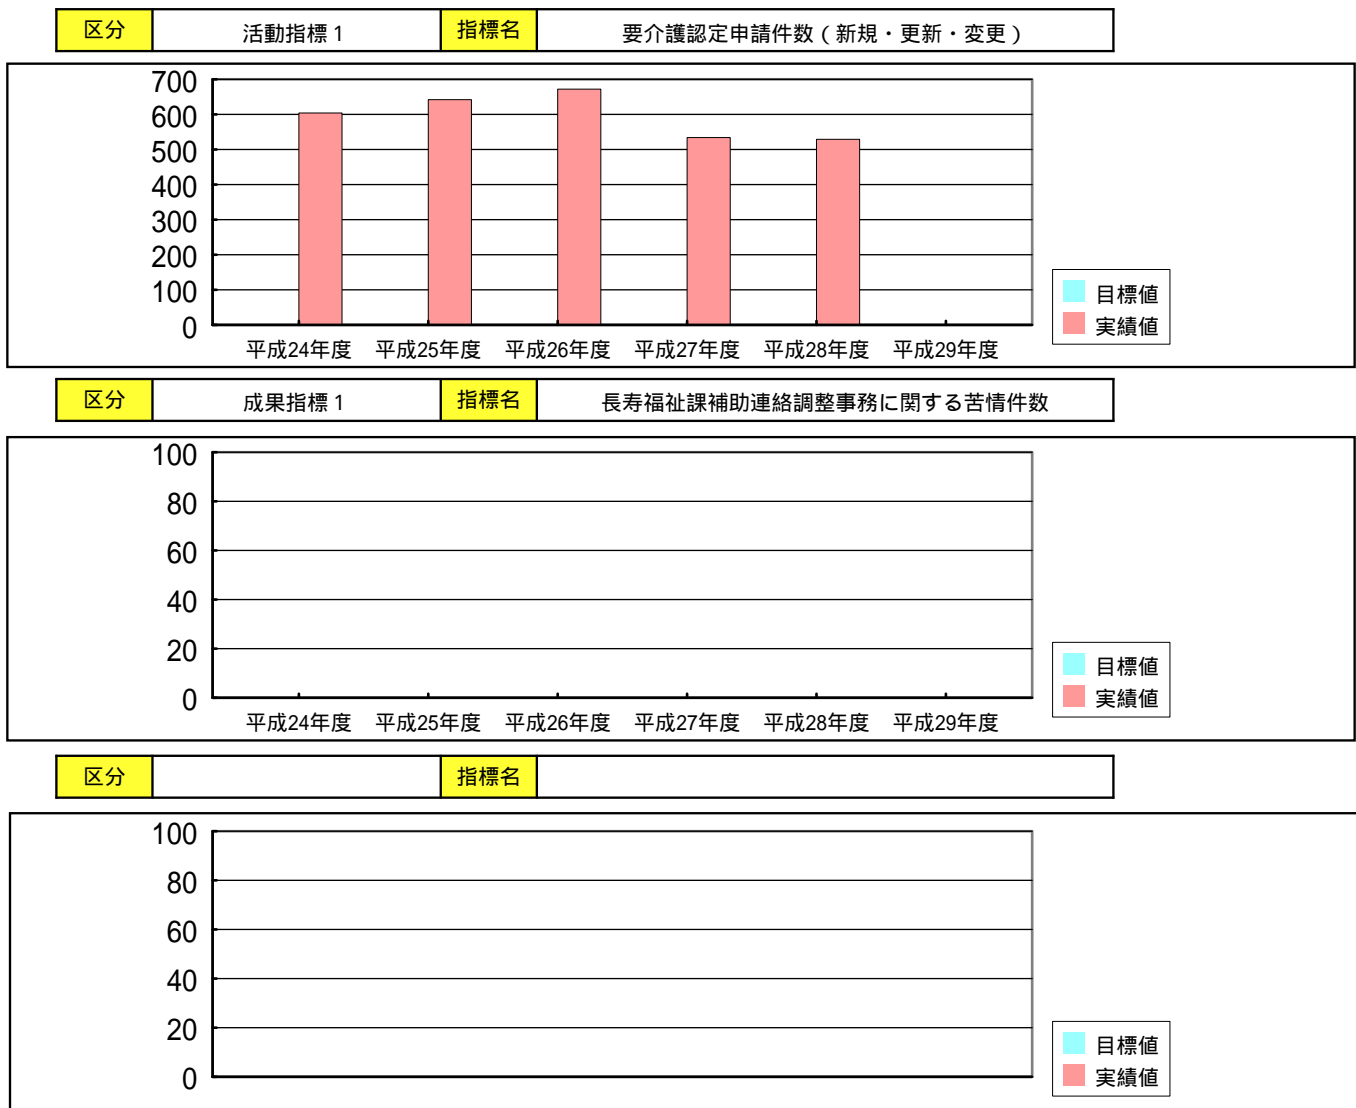 区分 活動指標1 指標名 要介護認定申請件数(新規・更新・変更)
700
600
500
400
300
200
100
0
平成24年度 平成25年度 平成26年度 平成27年度 平成28年度 平成29年度
目標値
実績値
区分 成果指標1 指標名 長寿福祉課補助連絡調整事務に関する苦情件数
100
80
60
40
20
0
平成24年度 平成25年度 平成26年度 平成27年度 平成28年度 平成29年度
目標値
実績値
区分 指標名
100
80
60
40
20
0
目標値
実績値